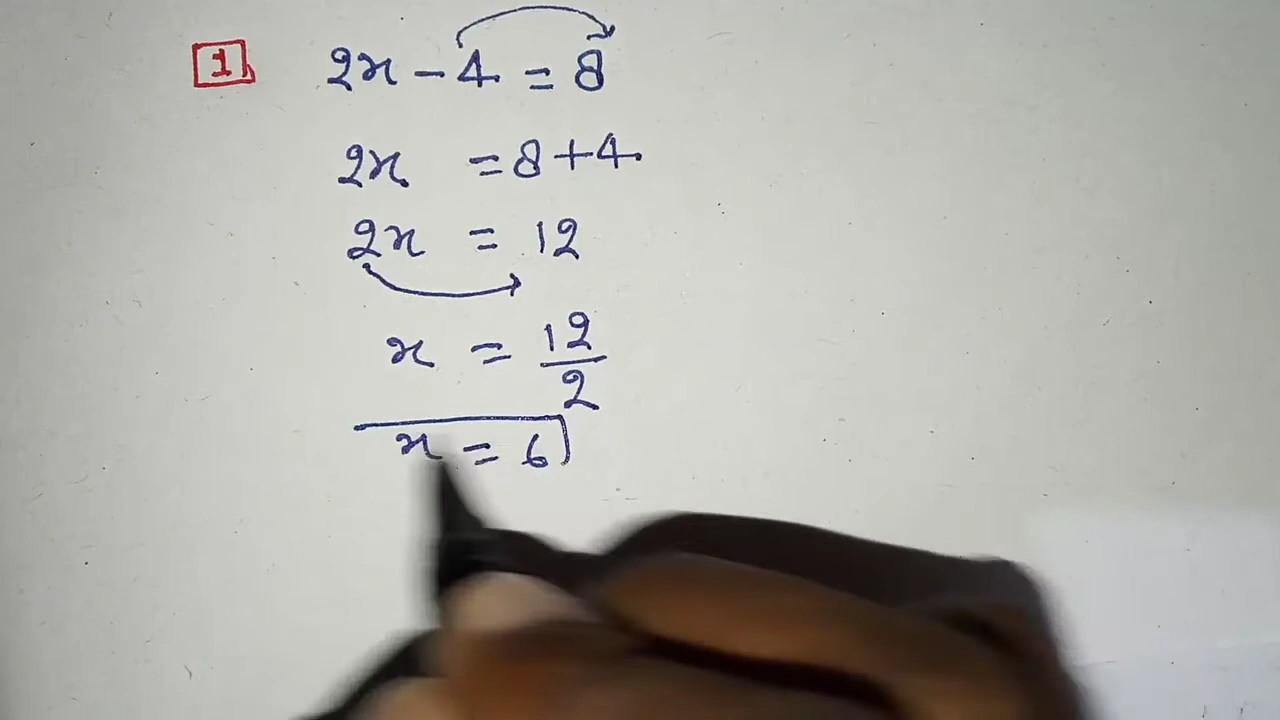 1 2x - 4 = 8
2x = 8 + 4
2x = 12
x = 12/2
x = 6